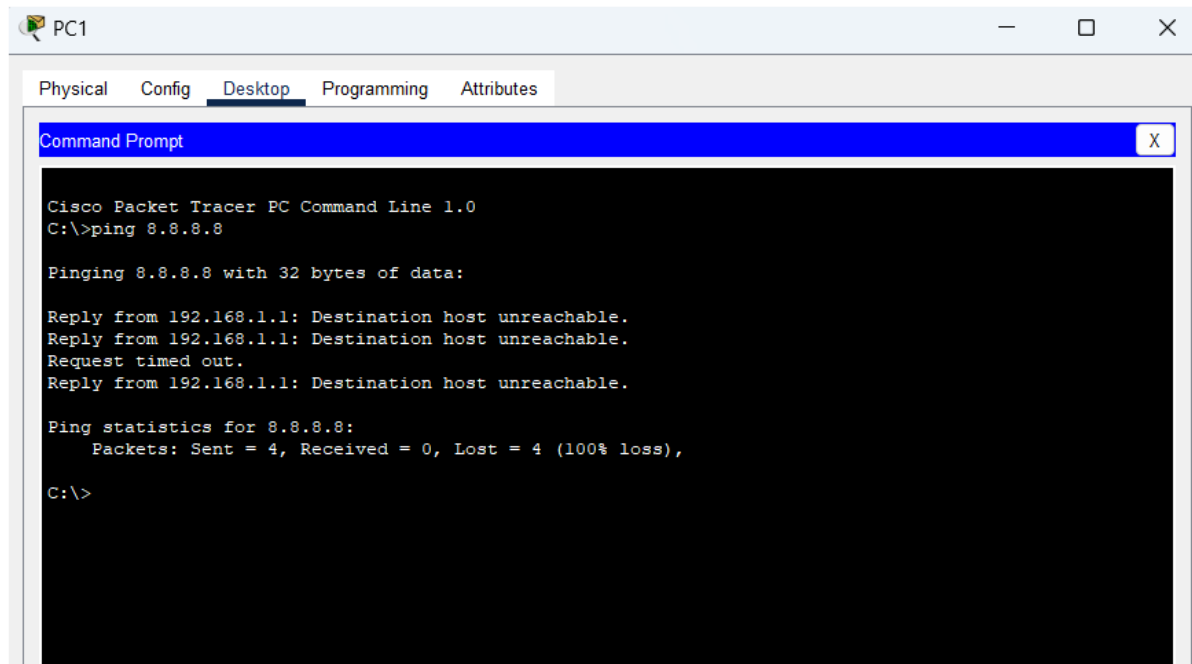 PC1
Physical Config Desktop Programming Attributes
Command Prompt
X
Cisco Packet Tracer PC Command Line 1.0
C:\>ping 8.8.8.8
Pinging 8.8.8.8 with 32 bytes of data:
Reply from 192.168.1.1: Destination host unreachable.
Reply from 192.168.1.1: Destination host unreachable.
Request timed out.
Reply from 192.168.1.1: Destination host unreachable.
Ping statistics for 8.8.8.8:
    Packets: Sent = 4, Received = 0, Lost = 4 (100% loss),
C:\>